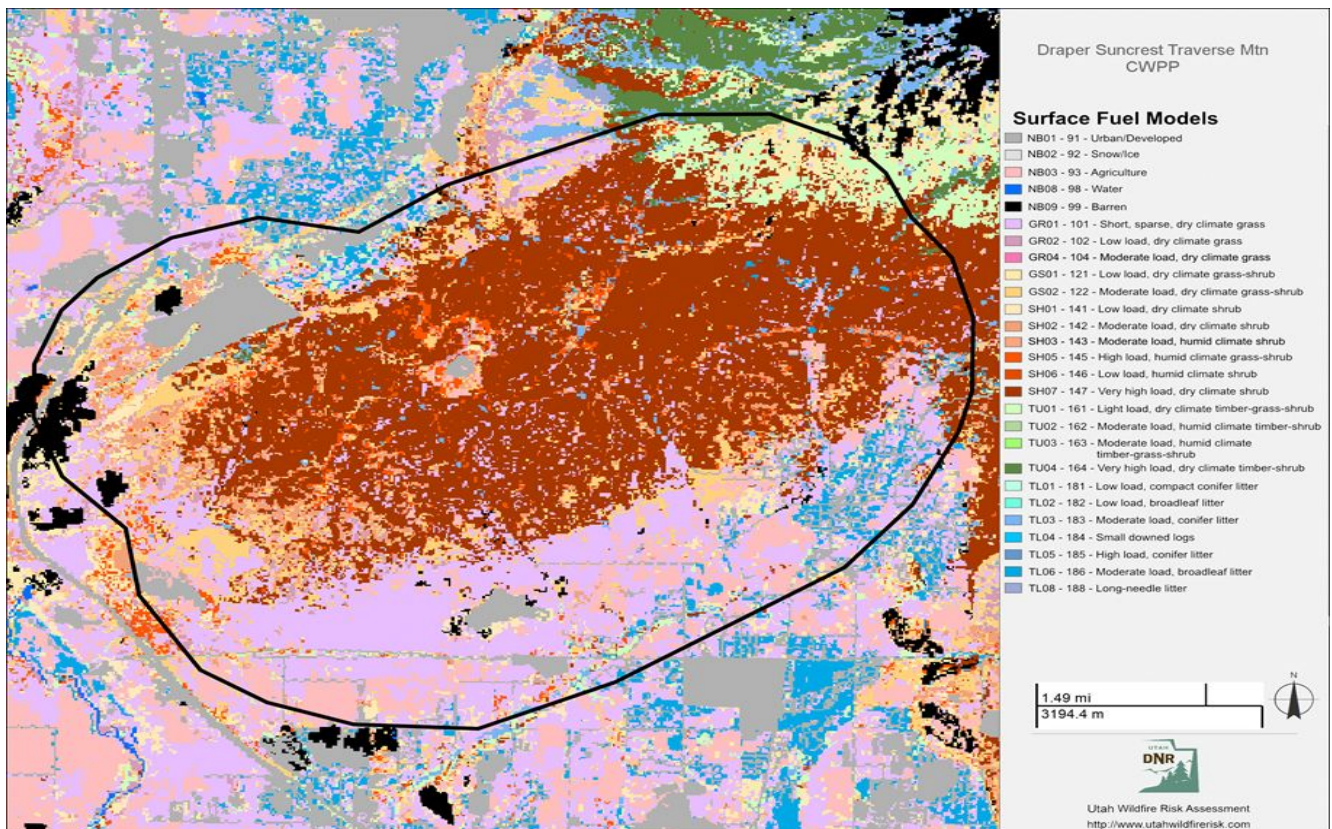 Draper Suncrest Traverse Mtn
CWPP
Surface Fuel Models
NB01 - 91 - Urban/Developed
NB02 - 92 - Snow/Ice
NB03 - 93 - Agriculture
NB08 - 98 - Water
NB09 - 99 - Barren
GR01 - 101 - Short, sparse, dry climate grass
GR02 - 102 - Low load, dry climate grass
GR04 - 104 - Moderate load, dry climate grass
GS01 - 121 - Low load, dry climate grass-shrub
GS02 - 122 - Moderate load, dry climate grass-shrub
SH01 - 141 - Low load, dry climate shrub
SH02 - 142 - Moderate load, dry climate shrub
SH03 - 143 - Moderate load, humid climate shrub
SH05 - 145 - High load, humid climate grass-shrub
SH06 - 146 - Low load, humid climate shrub
SH07 - 147 - Very high load, dry climate shrub
TU01 - 161 - Light load, dry climate timber-grass-shrub
TU02 - 162 - Moderate load, humid climate timber-shrub
TU03 - 163 - Moderate load, humid climate
timber-grass-shrub
TU04 - 164 - Very high load, dry climate timber-shrub
TL01 - 181 - Low load, compact conifer litter
TL02 - 182 - Low load, broadleaf litter
TL03 - 183 - Moderate load, conifer litter
TL04 - 184 - Small downed logs
TL05 - 185 - High load, conifer litter
TL06 - 186 - Moderate load, broadleaf litter
TL08 - 188 - Long-needle litter
N
1.49 mi
3194.4 m
UTAH
DNR
Utah Wildfire Risk Assessment
http://www.utahwildfirerisk.com